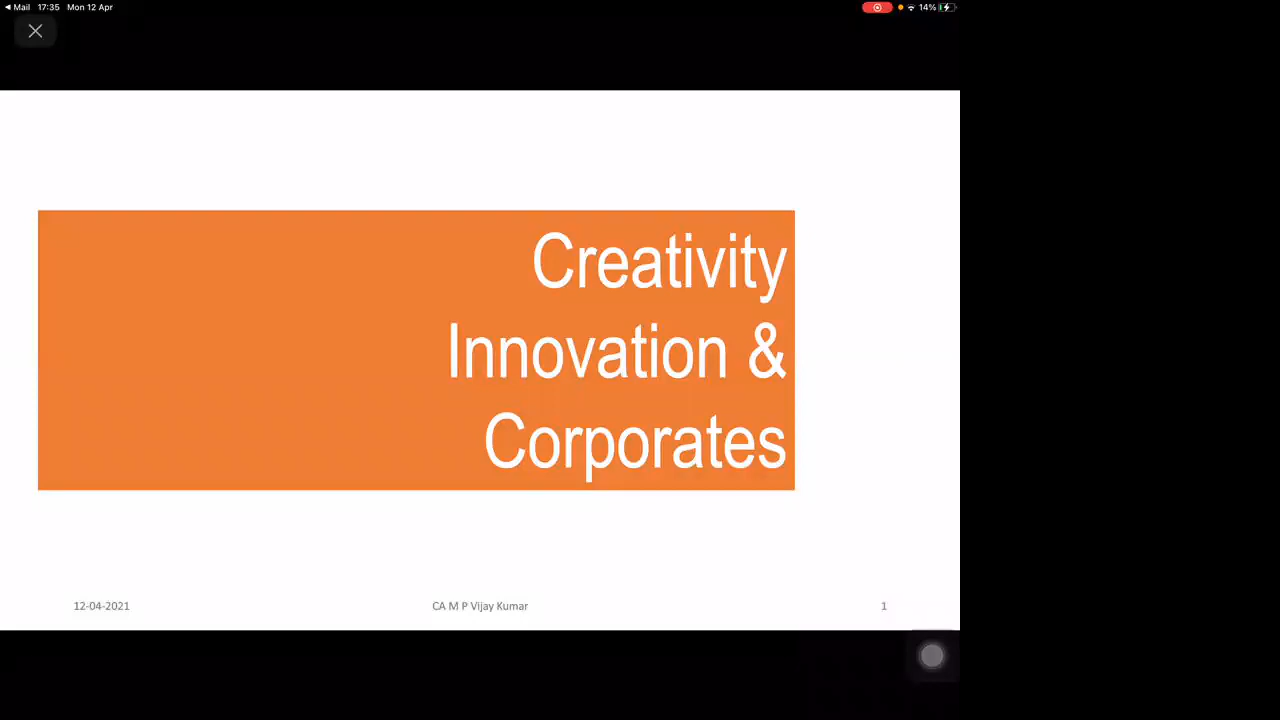 Mail 17:35 Mon 12 Apr 14%
Creativity
Innovation &
Corporates
12-04-2021 CA M P Vijay Kumar 1